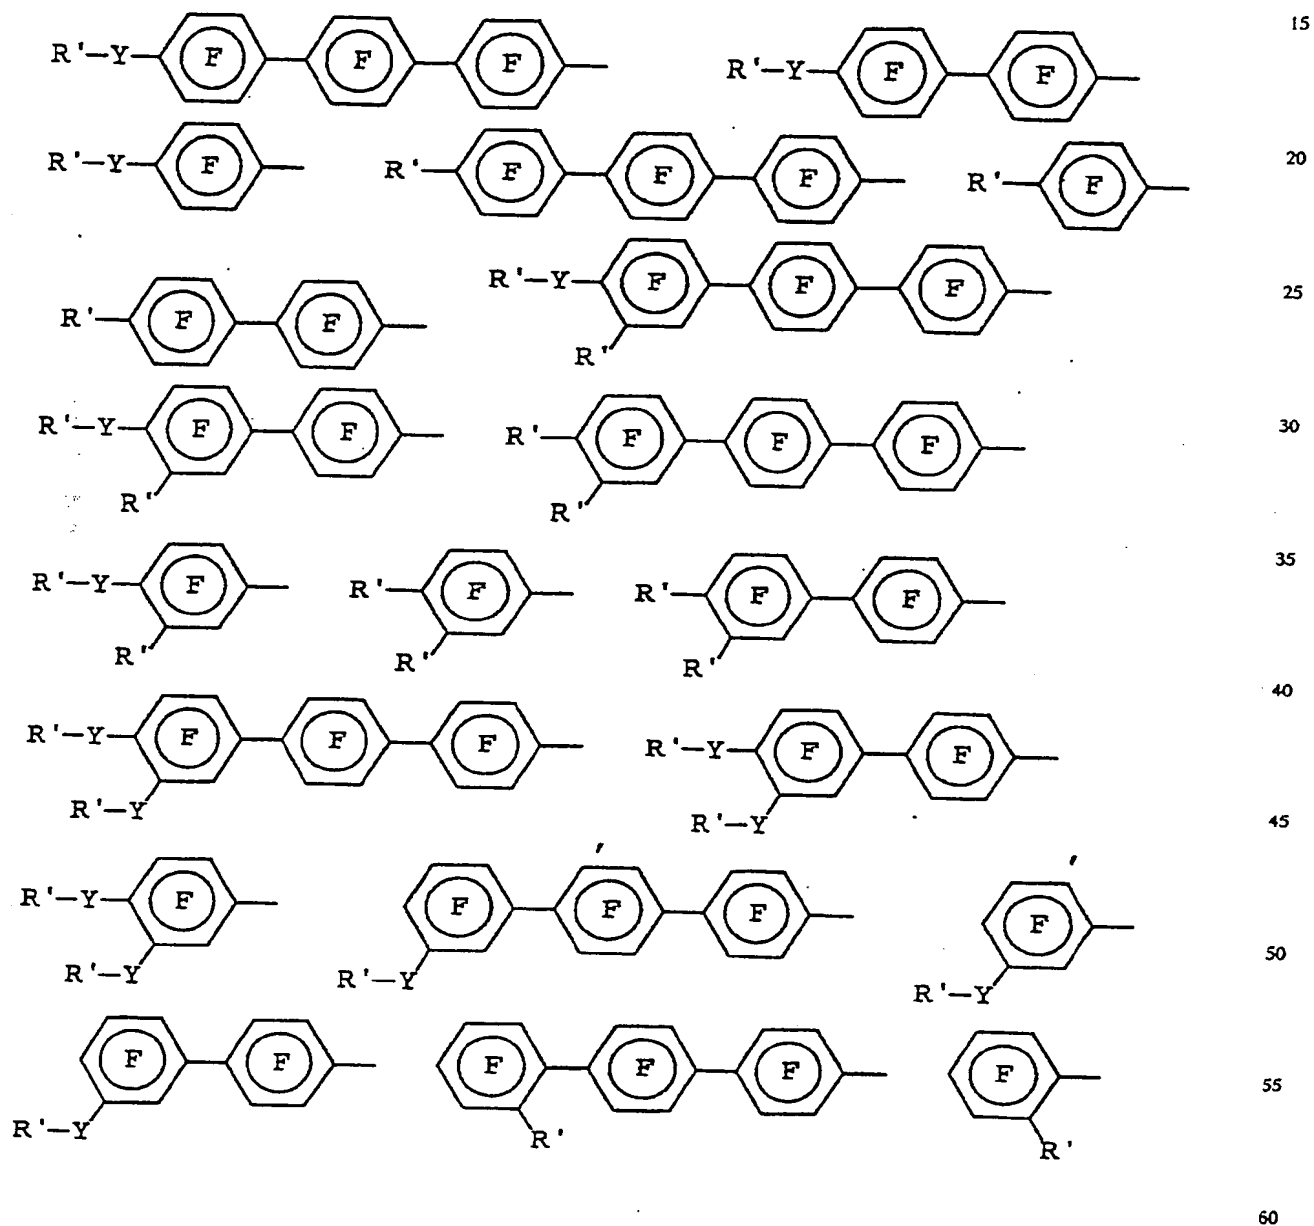 15
R'—Y— F F F R'—Y— F F
R'—Y— F R'— F F F R'— F 20
R'— F F R'—Y— F F F 25
R'
R'—Y— F F R'— F F F 30
R' R'
R'—Y— F R'— F R'— F F 35
R' R' R'
40
R'—Y— F F F R'—Y— F F
R'—Y R'—Y 45
R'—Y— F F F F F
R'—Y R'—Y R'—Y 50
F F F F F F 55
R'—Y R' R'
60